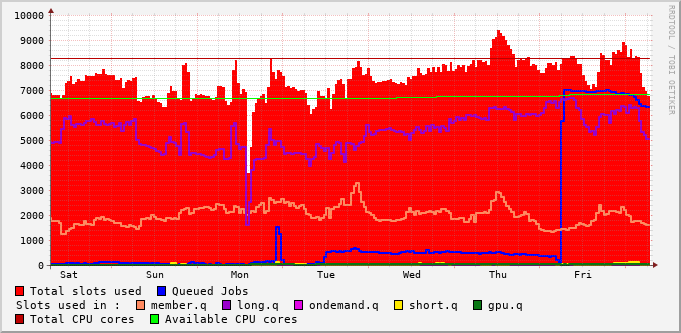 10000
9000
8000
7000
6000
5000
4000
3000
2000
1000
0
Sat Sun Mon Tue Wed Thu Fri
Total slots used Queued Jobs
Slots used in : member.q long.q ondemand.q short.q gpu.q
Total CPU cores Available CPU cores
RRDTOOL / TOBI OETIKER